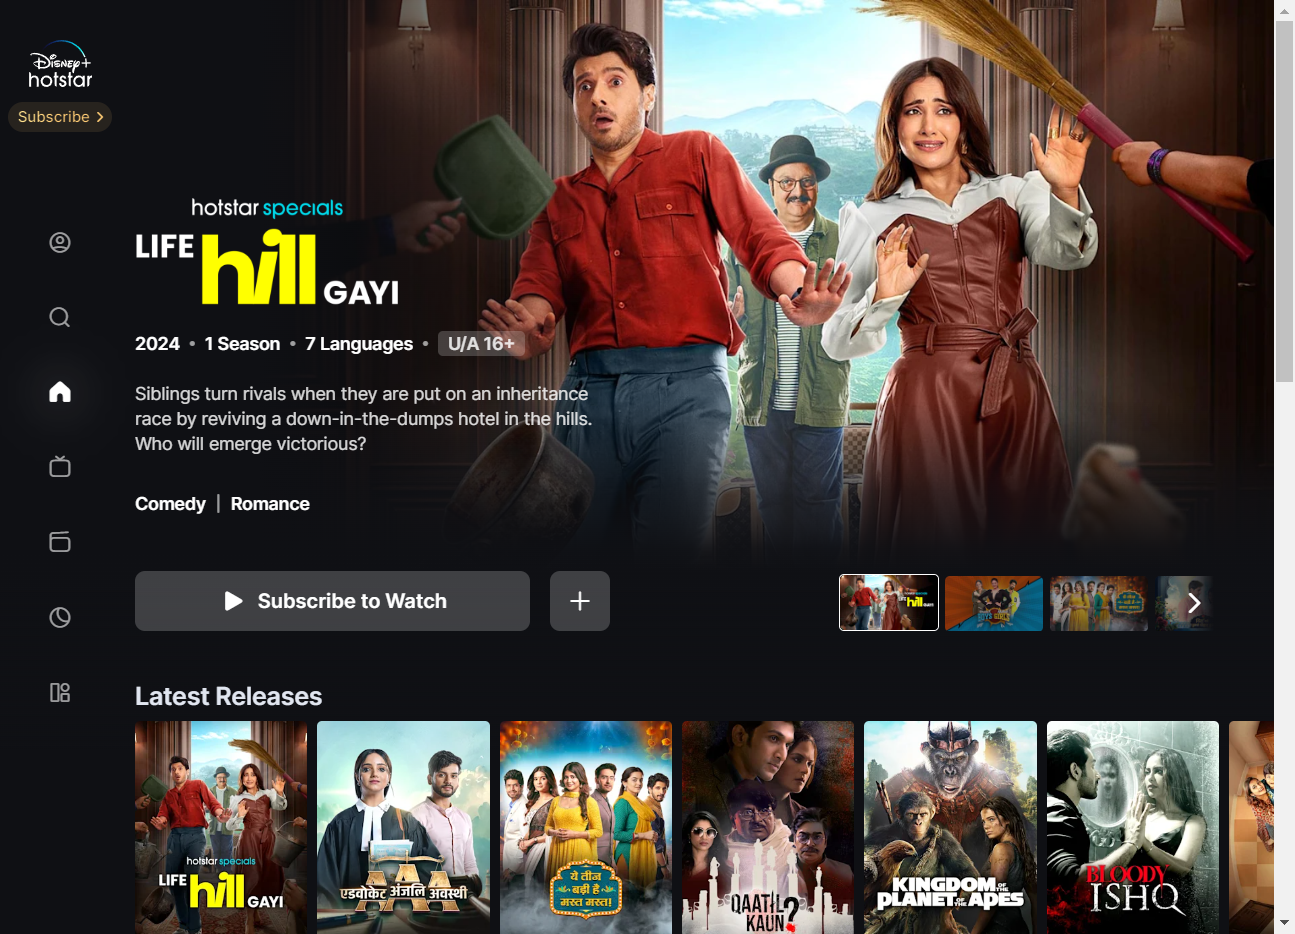 Disney+
hotstar
Subscribe
hotstar specials
LIFE hill GAYI
2024 • 1 Season • 7 Languages • U/A 16+
Siblings turn rivals when they are put on an inheritance
race by reviving a down-in-the-dumps hotel in the hills.
Who will emerge victorious?
Comedy | Romance
Subscribe to Watch
LIFE hill GAYI
Latest Releases
hotstar specials
LIFE hill GAYI
एडवोकेट अंजलि अवस्थी
ये तीज
बड़ी है
मस्त मस्त!
QAATIL
KAUN?
KINGDOM OF THE
PLANET OF THE APES
BLOODY
ISHQ